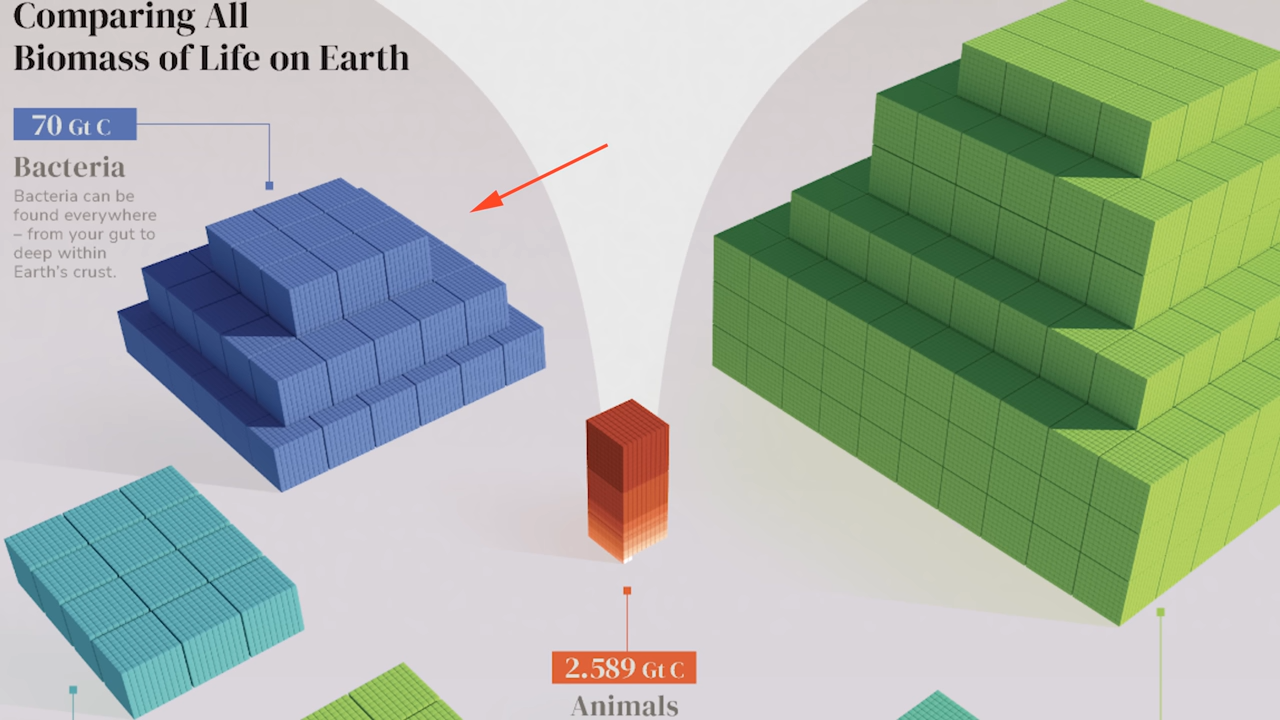 Comparing All
Biomass of Life on Earth
70 Gt C
Bacteria
Bacteria can be
found everywhere
– from your gut to
deep within
Earth's crust.
2.589 Gt C
Animals